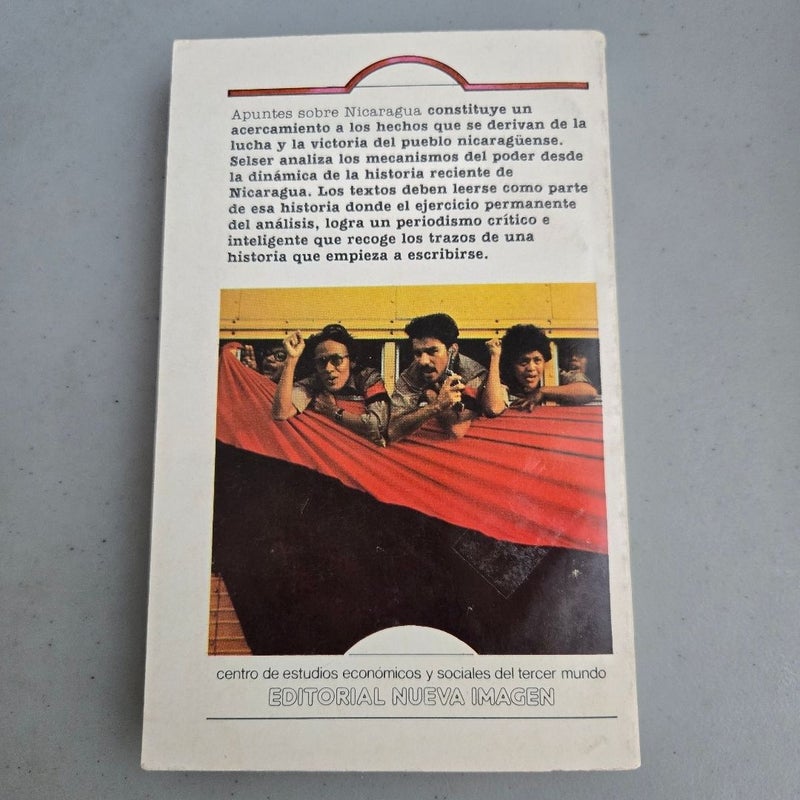 Apuntes sobre Nicaragua constituye un
acercamiento a los hechos que se derivan de la
lucha y la victoria del pueblo nicaragüense.
Selser analiza los mecanismos del poder desde
la dinámica de la historia reciente de
Nicaragua. Los textos deben leerse como parte
de esa historia donde el ejercicio permanente
del análisis, logra un periodismo crítico e
inteligente que recoge los trazos de una
historia que empieza a escribirse.
centro de estudios económicos y sociales del tercer mundo
EDITORIAL NUEVA IMAGEN